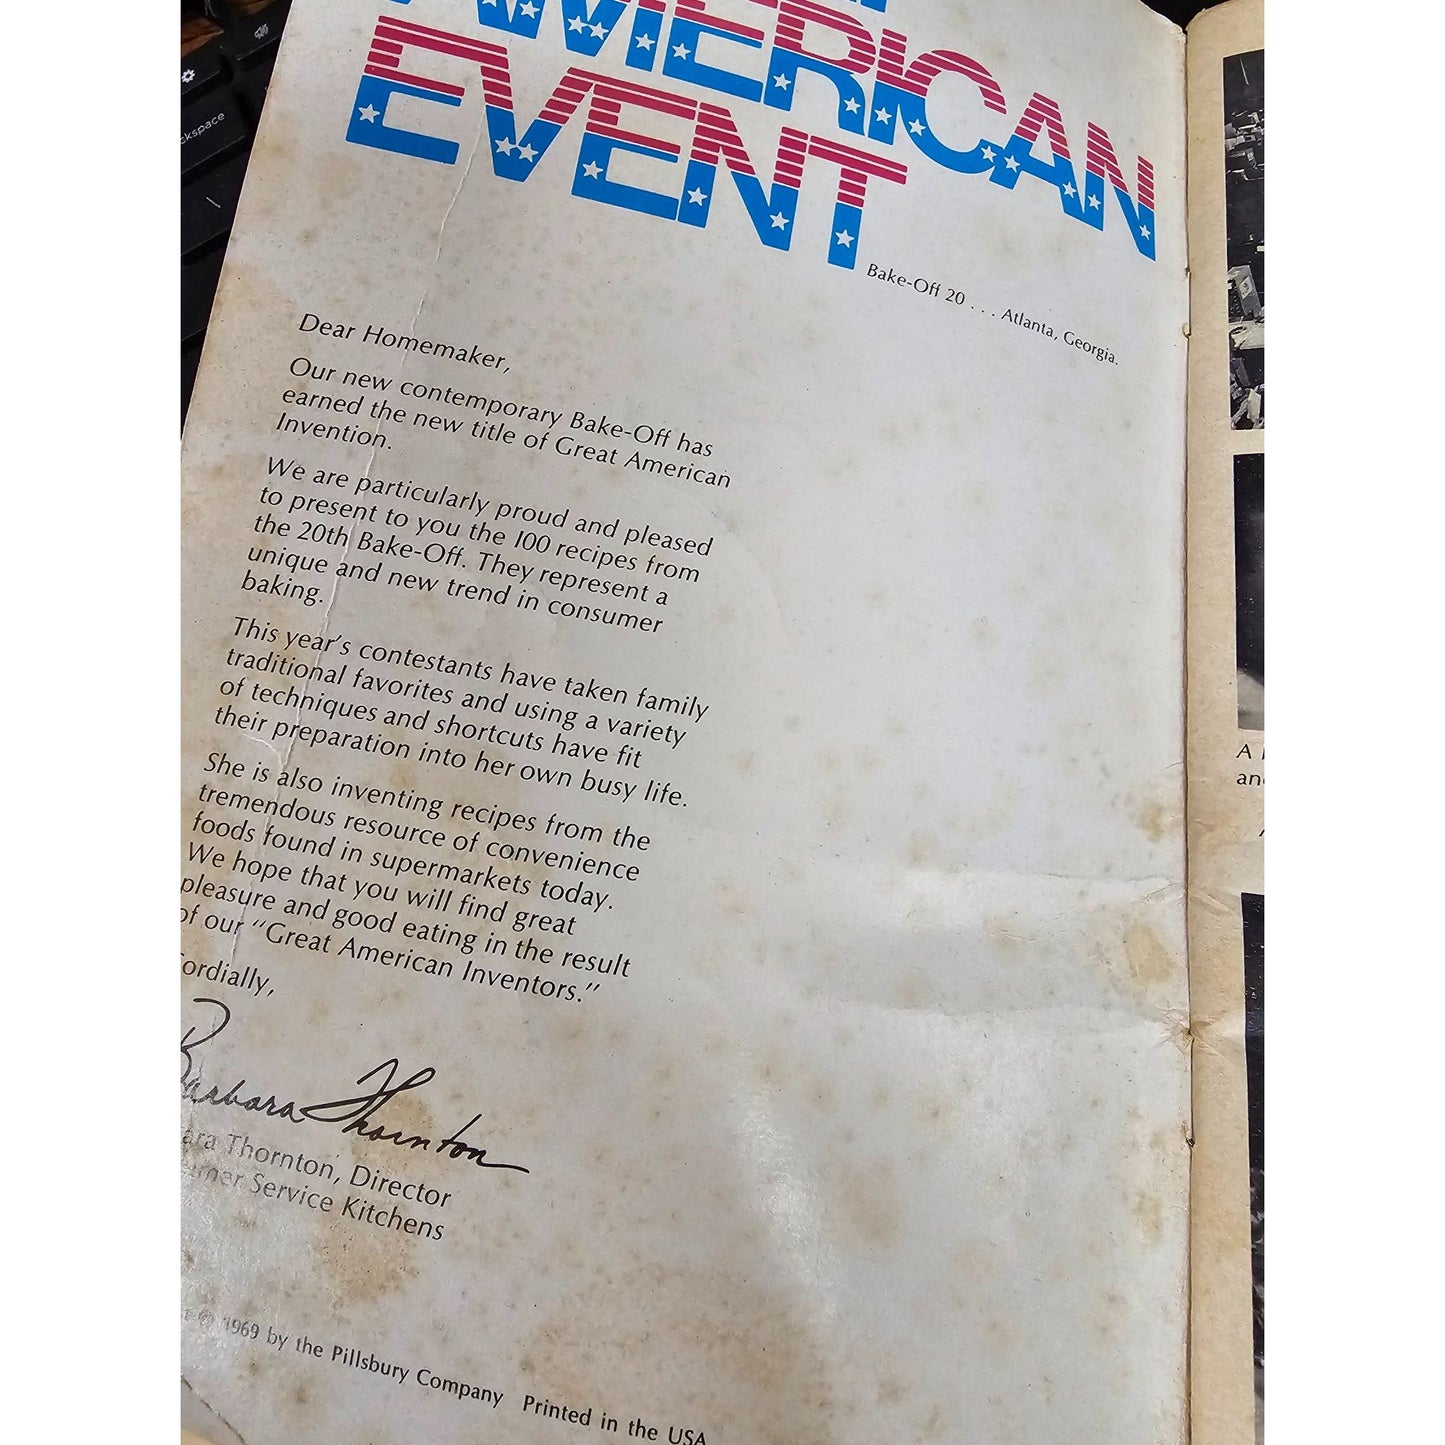 AMERICAN
EVENT
Bake-Off 20 . . . Atlanta, Georgia.
Dear Homemaker,
Our new contemporary Bake-Off has
earned the new title of Great American
Invention.
We are particularly proud and pleased
to present to you the 100 recipes from
the 20th Bake-Off. They represent a
unique and new trend in consumer
baking.
This year's contestants have taken family
traditional favorites and using a variety
of techniques and shortcuts have fit
their preparation into her own busy life.
She is also inventing recipes from the
tremendous resource of convenience
foods found in supermarkets today.
We hope that you will find great
pleasure and good eating in the result
of our "Great American Inventors."
ordially,
Barbara Thornton
ara Thornton, Director
umer Service Kitchens
© 1969 by the Pillsbury Company Printed in the USA
ckspace
A
an